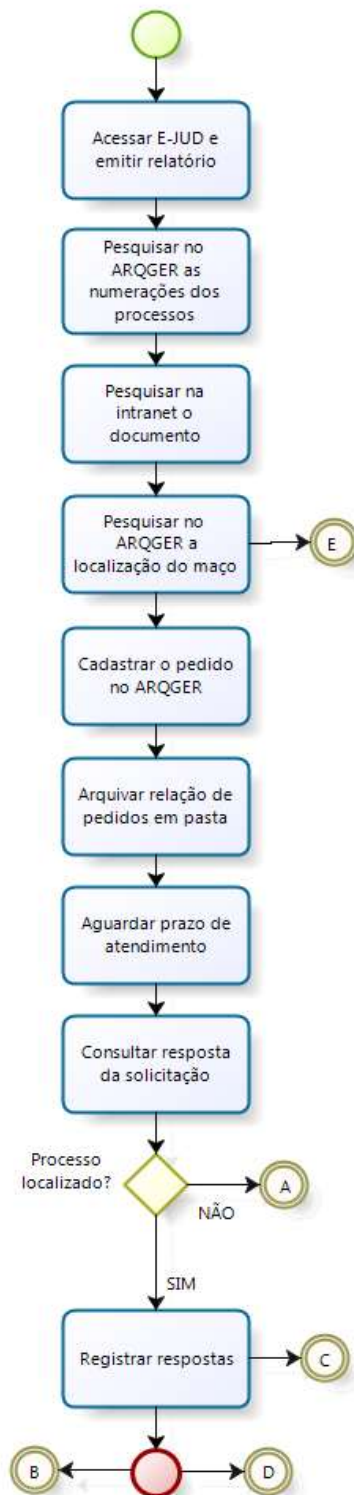 Acessar E-JUD e
emitir relatório
Pesquisar no
ARQGER as
numerações dos
processos
Pesquisar na
intranet o
documento
Pesquisar no
ARQGER a
localização do maço
E
Cadastrar o pedido
no ARQGER
Arquivar relação de
pedidos em pasta
Aguardar prazo de
atendimento
Consultar resposta
da solicitação
Processo
localizado?
A
NÃO
SIM
Registrar respostas
C
B
D